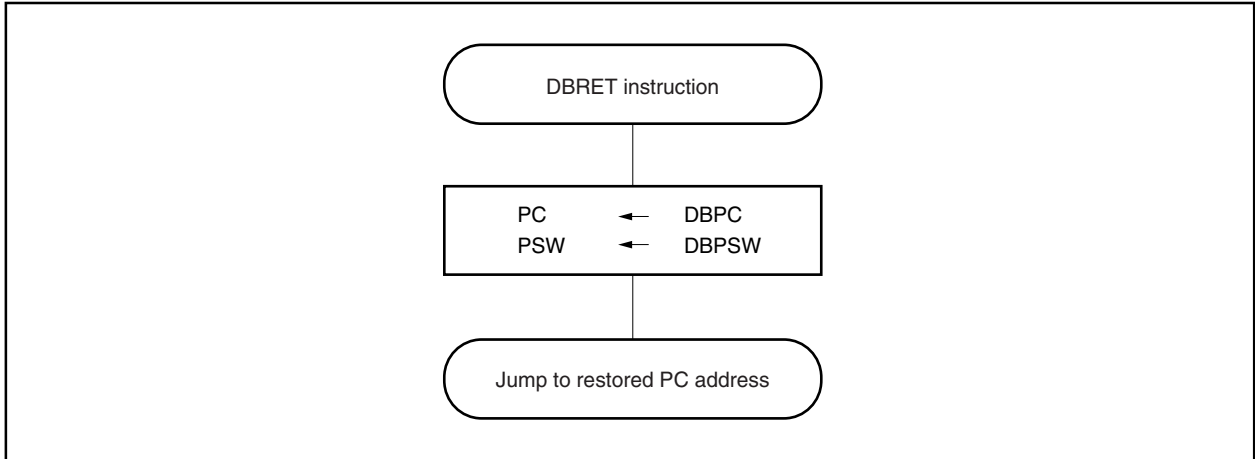 DBRET instruction
PC ← DBPC
PSW ← DBPSW
Jump to restored PC address